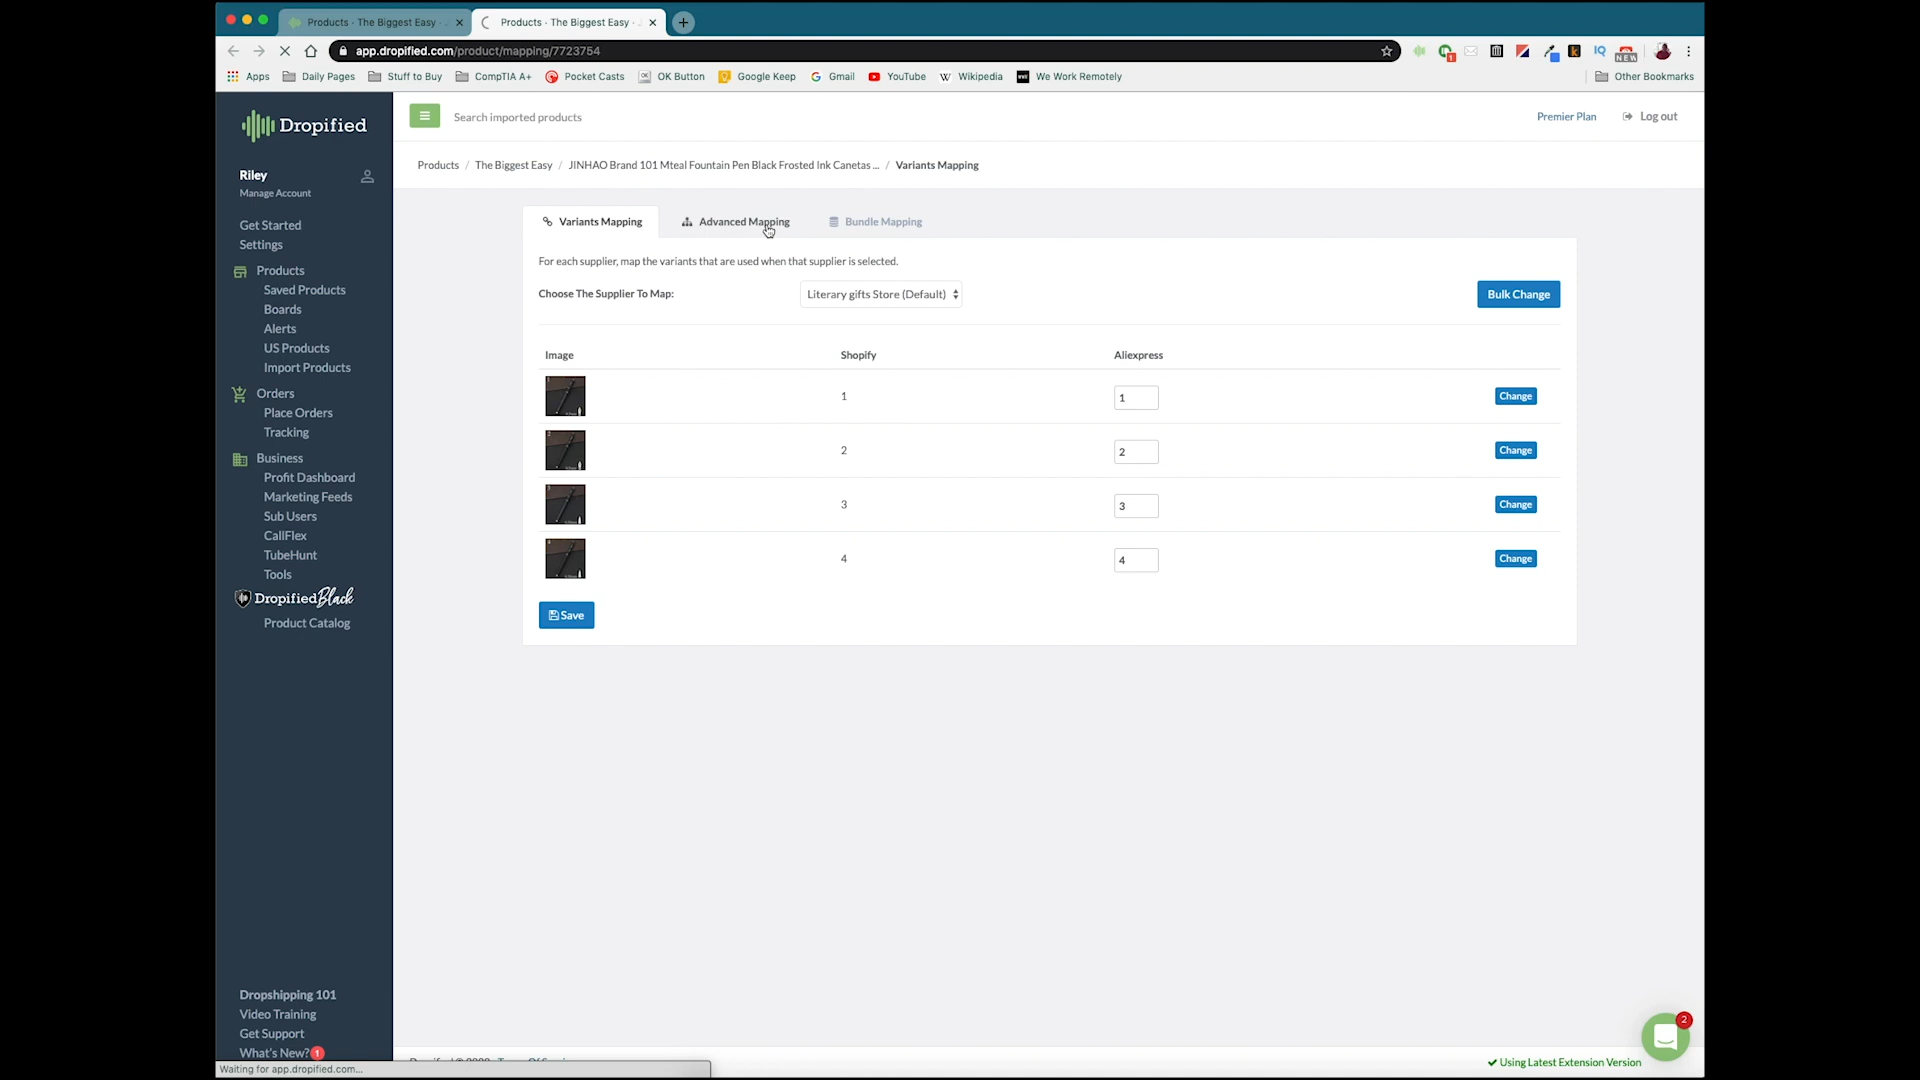 Products · The Biggest Easy
Products · The Biggest Easy
app.dropified.com/product/mapping/7723754
Apps
Daily Pages
Stuff to Buy
CompTIA A+
Pocket Casts
OK Button
Google Keep
Gmail
YouTube
Wikipedia
We Work Remotely
Other Bookmarks
Dropified
Search imported products
Premier Plan
Log out
Products / The Biggest Easy / JINHAO Brand 101 Mteal Fountain Pen Black Frosted Ink Canetas ... / Variants Mapping
Riley
Manage Account
Get Started
Settings
Products
Saved Products
Boards
Alerts
US Products
Import Products
Orders
Place Orders
Tracking
Business
Profit Dashboard
Marketing Feeds
Sub Users
CallFlex
TubeHunt
Tools
Dropified Black
Product Catalog
Variants Mapping
Advanced Mapping
Bundle Mapping
For each supplier, map the variants that are used when that supplier is selected.
Choose The Supplier To Map:
Literary gifts Store (Default)
Bulk Change
Image Shopify Aliexpress
1 1 Change
2 2 Change
3 3 Change
4 4 Change
Save
Dropshipping 101
Video Training
Get Support
What's New? 1
Waiting for app.dropified.com...
2
Using Latest Extension Version